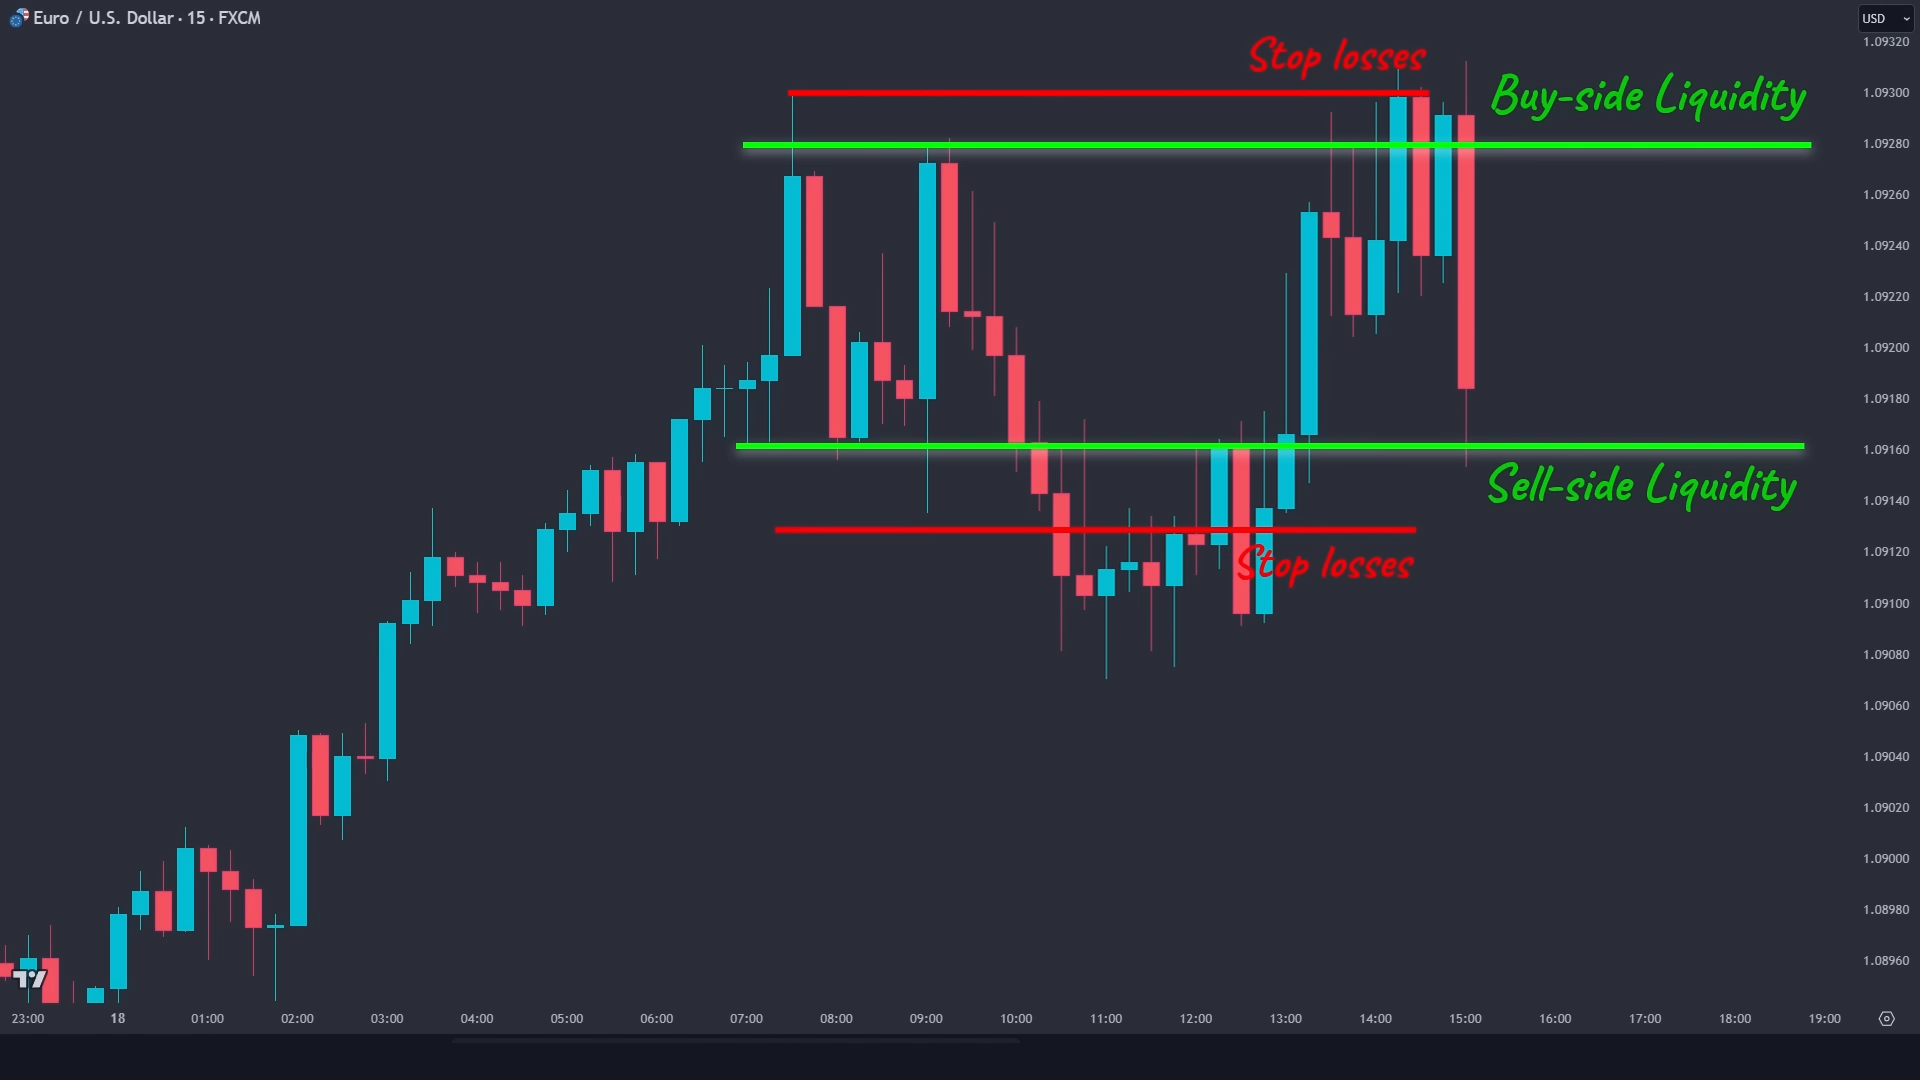 Euro / U.S. Dollar · 15 · FXCM
USD
Stop losses
Buy-side Liquidity
Sell-side Liquidity
Stop losses
1.09320
1.09300
1.09280
1.09260
1.09240
1.09220
1.09200
1.09180
1.09160
1.09140
1.09120
1.09100
1.09080
1.09060
1.09040
1.09020
1.09000
1.08980
1.08960
23:00 18 01:00 02:00 03:00 04:00 05:00 06:00 07:00 08:00 09:00 10:00 11:00 12:00 13:00 14:00 15:00 16:00 17:00 18:00 19:00